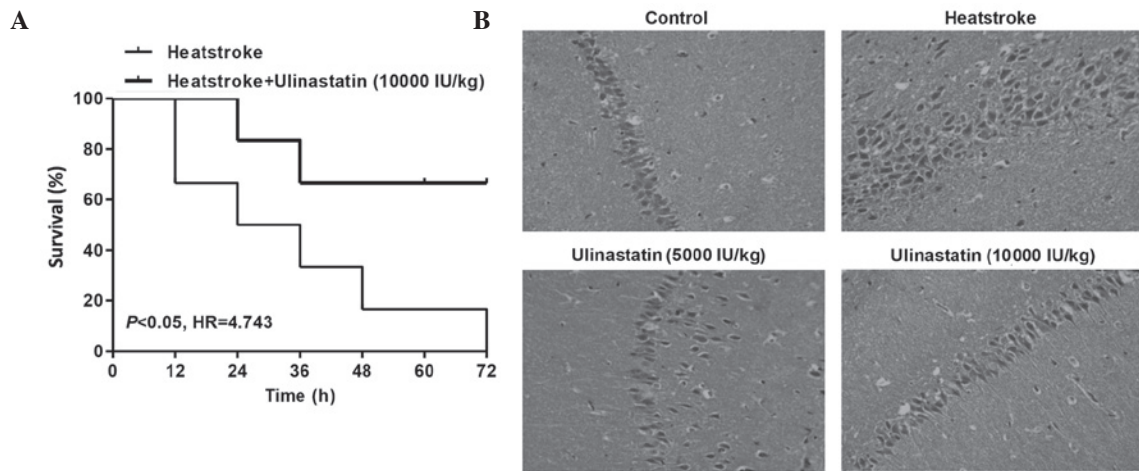 A
Heatstroke
Heatstroke+Ulinastatin (10000 IU/kg)
Survival (%)
100
80
60
40
20
0
P<0.05, HR=4.743
0 12 24 36 48 60 72
Time (h)
B
Control
Heatstroke
Ulinastatin (5000 IU/kg)
Ulinastatin (10000 IU/kg)